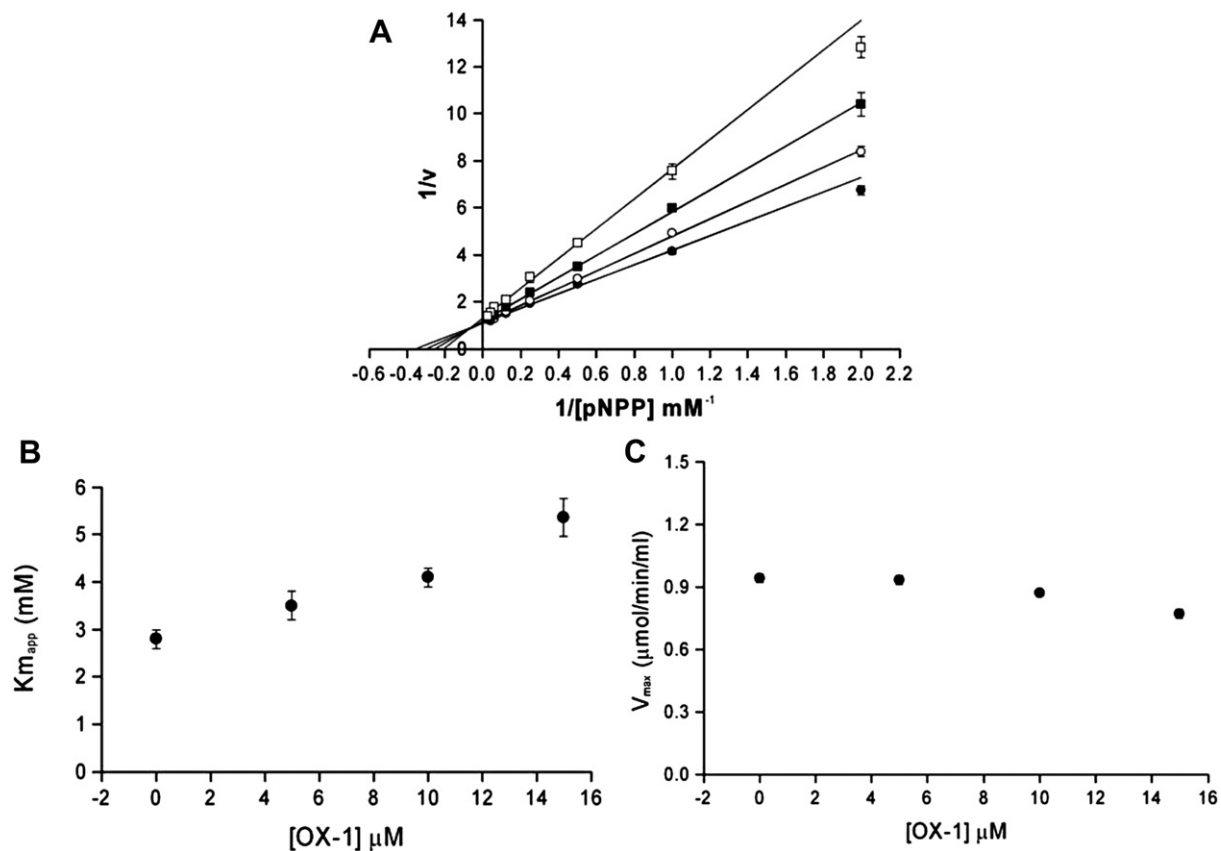 A
14
12
10
8
6
4
2
0
1/v
-0.6 -0.4 -0.2 0.0 0.2 0.4 0.6 0.8 1.0 1.2 1.4 1.6 1.8 2.0 2.2
1/[pNPP] mM⁻¹
B
6
5
4
3
2
1
0
Km_app (mM)
-2 0 2 4 6 8 10 12 14 16
[OX-1] μM
C
1.5
1.2
0.9
0.6
0.3
0.0
V_max (μmol/min/ml)
-2 0 2 4 6 8 10 12 14 16
[OX-1] μM